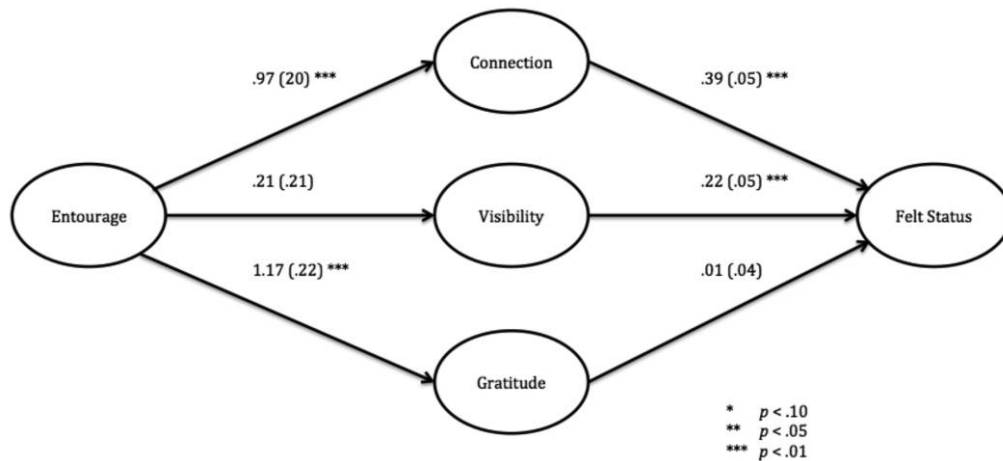 Connection
.97 (20) ***
.39 (.05) ***
.21 (.21)
.22 (.05) ***
Entourage
Visibility
Felt Status
1.17 (.22) ***
.01 (.04)
Gratitude
* p < .10
** p < .05
*** p < .01